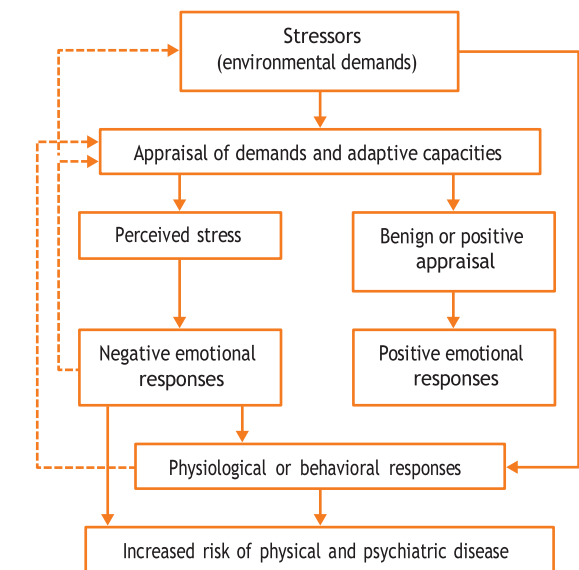 Stressors
(environmental demands)
Appraisal of demands and adaptive capacities
Perceived stress
Benign or positive
appraisal
Negative emotional
responses
Positive emotional
responses
Physiological or behavioral responses
Increased risk of physical and psychiatric disease